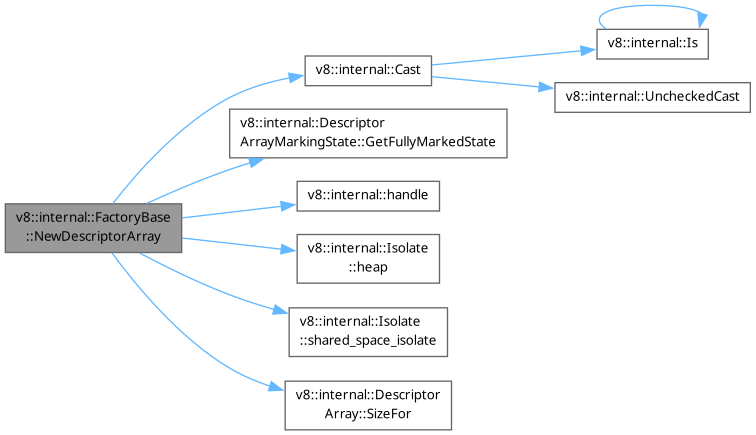 v8::internal::FactoryBase
::NewDescriptorArray
v8::internal::Cast
v8::internal::Is
v8::internal::UncheckedCast
v8::internal::Descriptor
ArrayMarkingState::GetFullyMarkedState
v8::internal::handle
v8::internal::Isolate
::heap
v8::internal::Isolate
::shared_space_isolate
v8::internal::Descriptor
Array::SizeFor